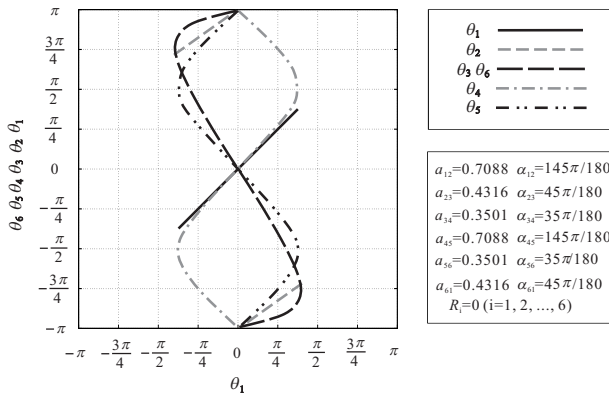 π
3π/4
π/2
π/4
0
−π/4
−π/2
−3π/4
−π
θ₆ θ₅ θ₄ θ₃ θ₂ θ₁
−π −3π/4 −π/2 −π/4 0 π/4 π/2 3π/4 π
θ₁
θ₁
θ₂
θ₃ θ₆
θ₄
θ₅
a₁₂=0.7088 α₁₂=145π/180
a₂₃=0.4316 α₂₃=45π/180
a₃₄=0.3501 α₃₄=35π/180
a₄₅=0.7088 α₄₅=145π/180
a₅₆=0.3501 α₅₆=35π/180
a₆₁=0.4316 α₆₁=45π/180
Rᵢ=0 (i=1, 2, ..., 6)